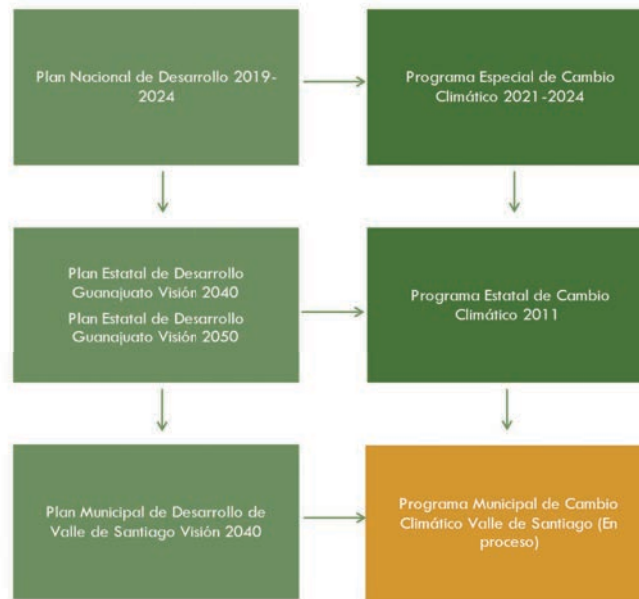 Plan Nacional de Desarrollo 2019-
2024
Programa Especial de Cambio
Climático 2021-2024
Plan Estatal de Desarrollo
Guanajuato Visión 2040
Plan Estatal de Desarrollo
Guanajuato Visión 2050
Programa Estatal de Cambio
Climático 2011
Plan Municipal de Desarrollo de
Valle de Santiago Visión 2040
Programa Municipal de Cambio
Climático Valle de Santiago (En
proceso)